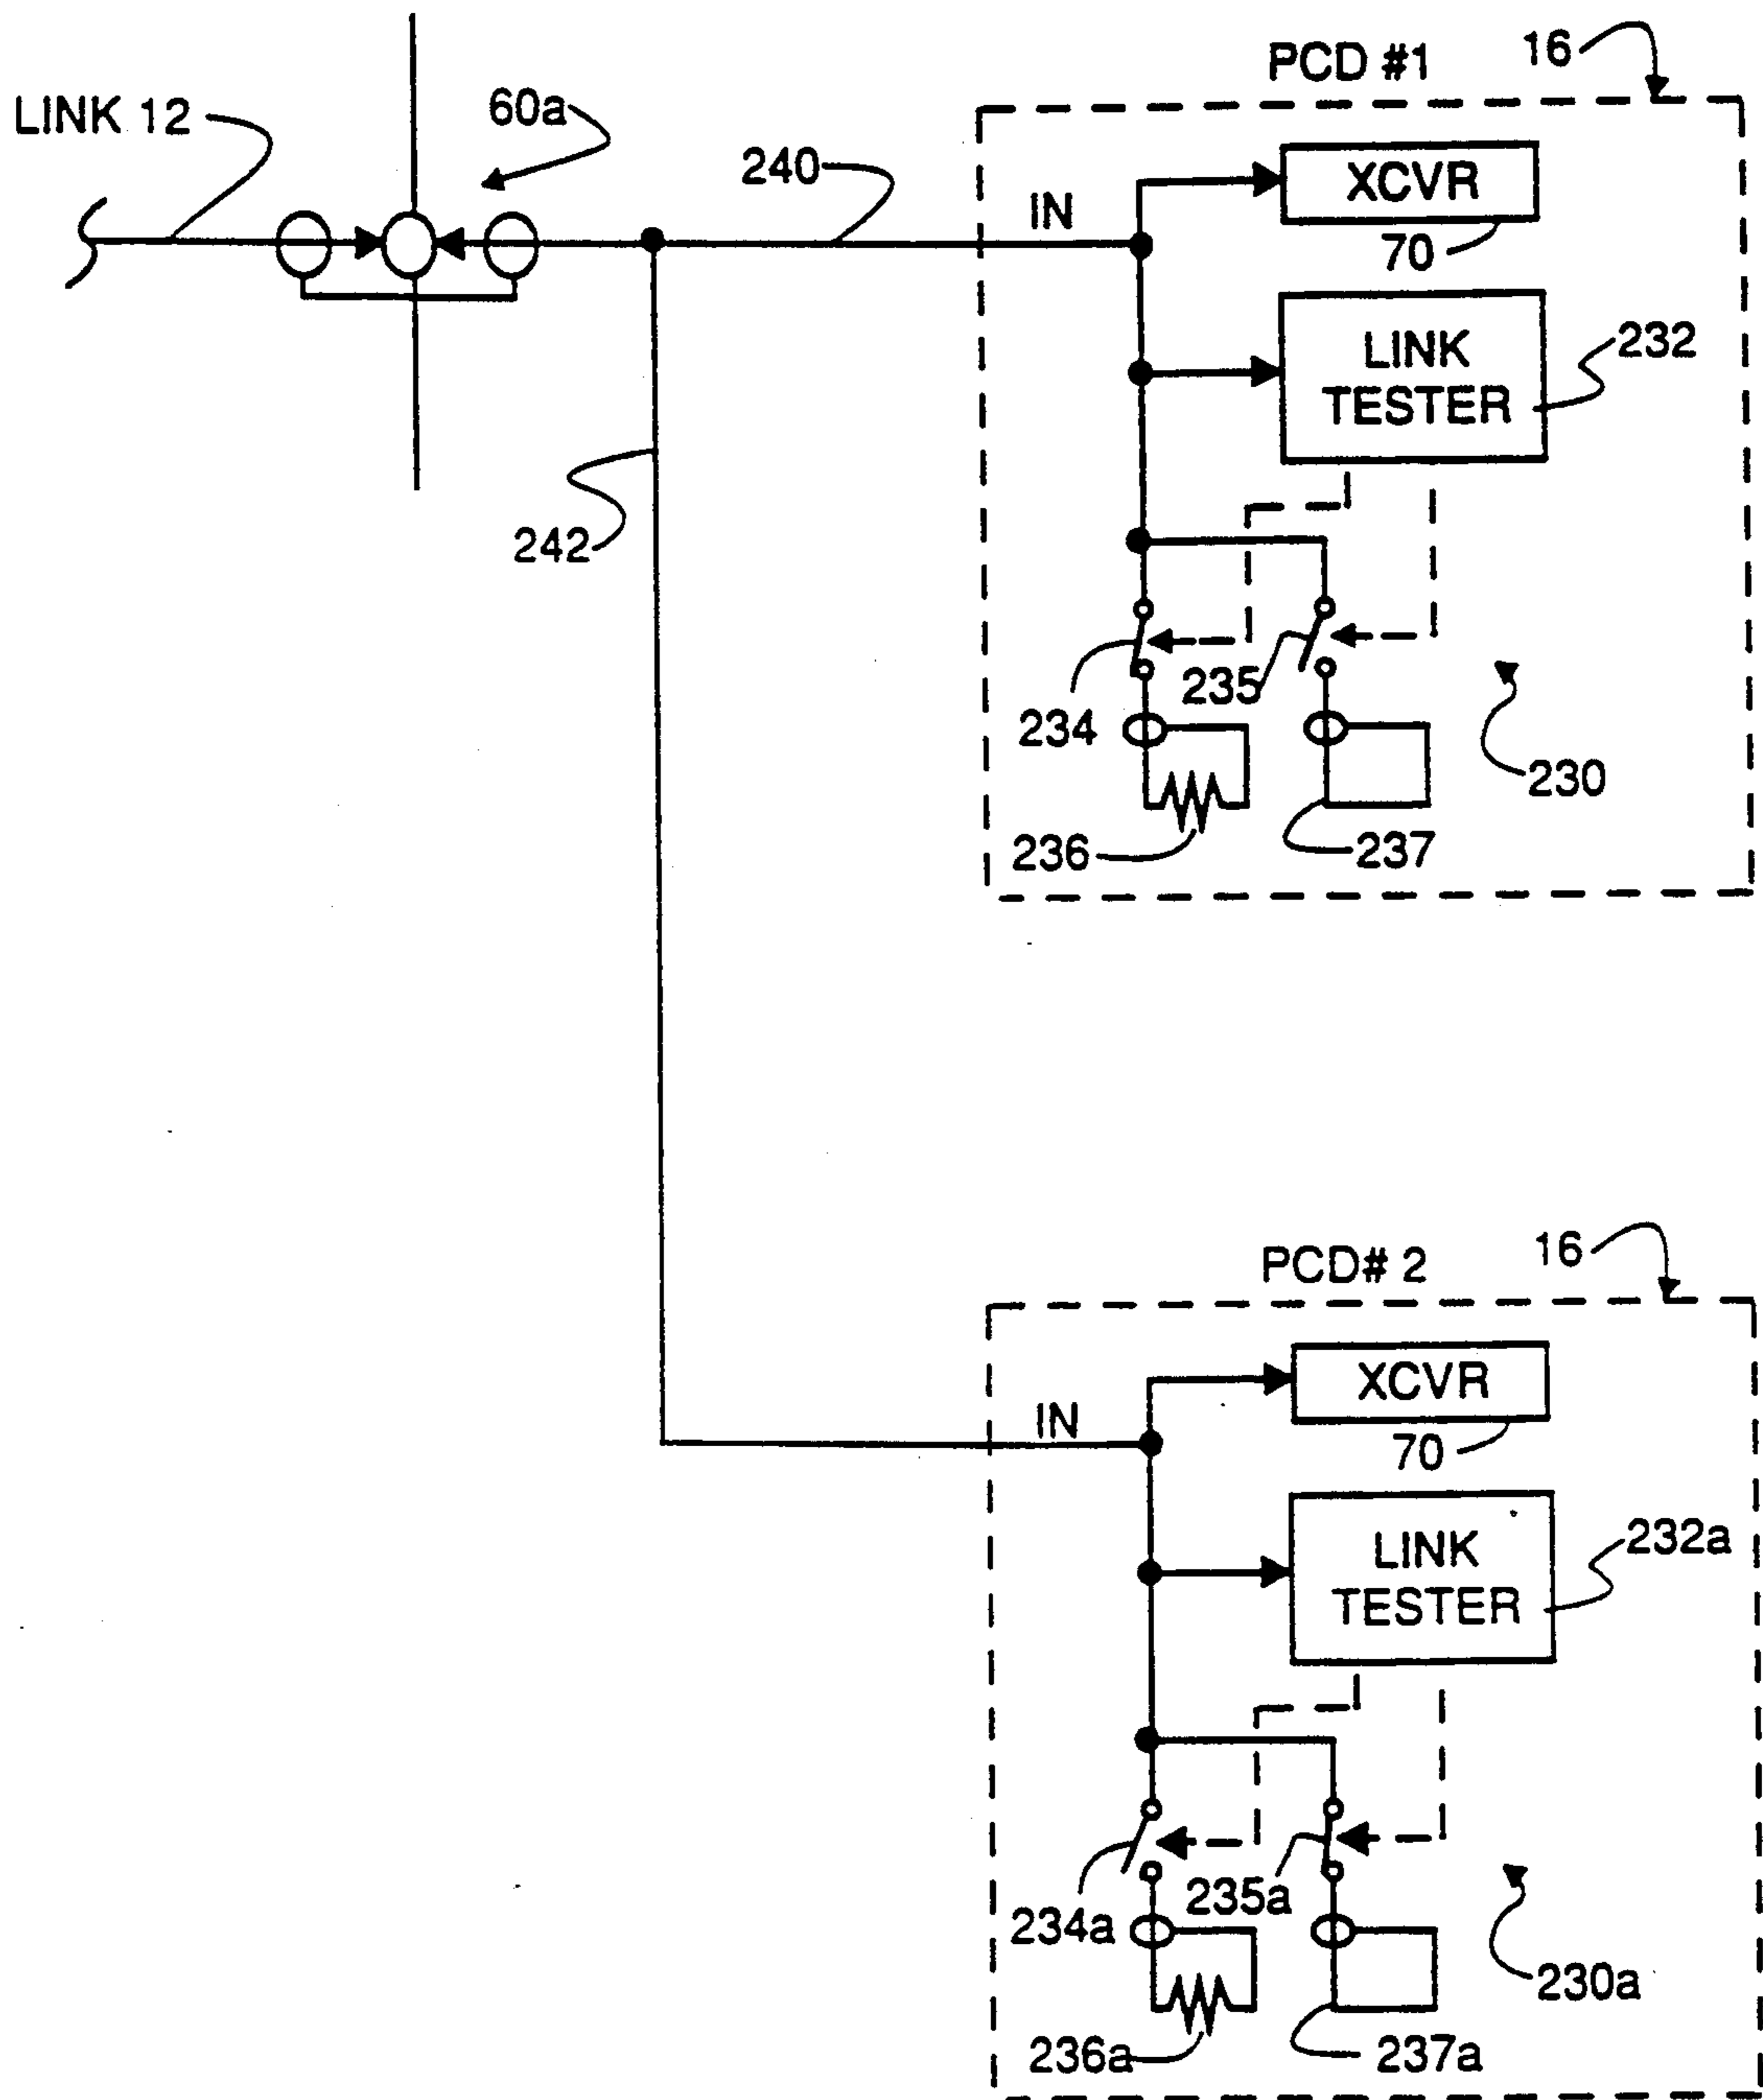 PCD #1
16
LINK 12
60a
240
IN
XCVR
70
LINK
TESTER
232
242
234
235
230
236
237
PCD# 2
16
IN
XCVR
70
LINK
TESTER
232a
234a
235a
230a
236a
237a